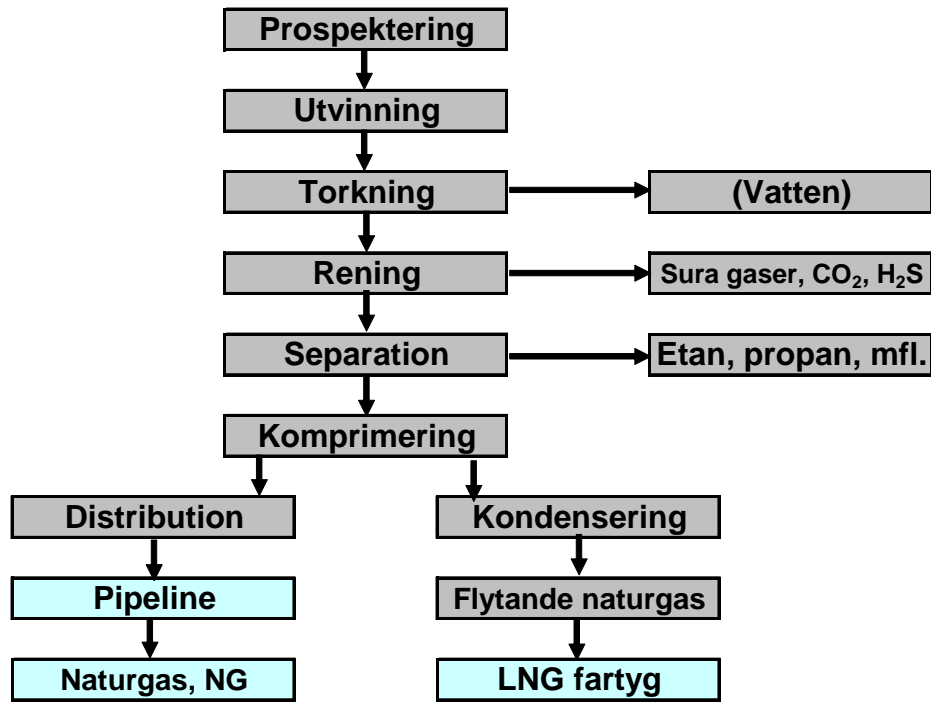 Prospektering
Utvinning
Torkning
(Vatten)
Rening
Sura gaser, CO₂, H₂S
Separation
Etan, propan, mfl.
Komprimering
Distribution
Kondensering
Pipeline
Flytande naturgas
Naturgas, NG
LNG fartyg